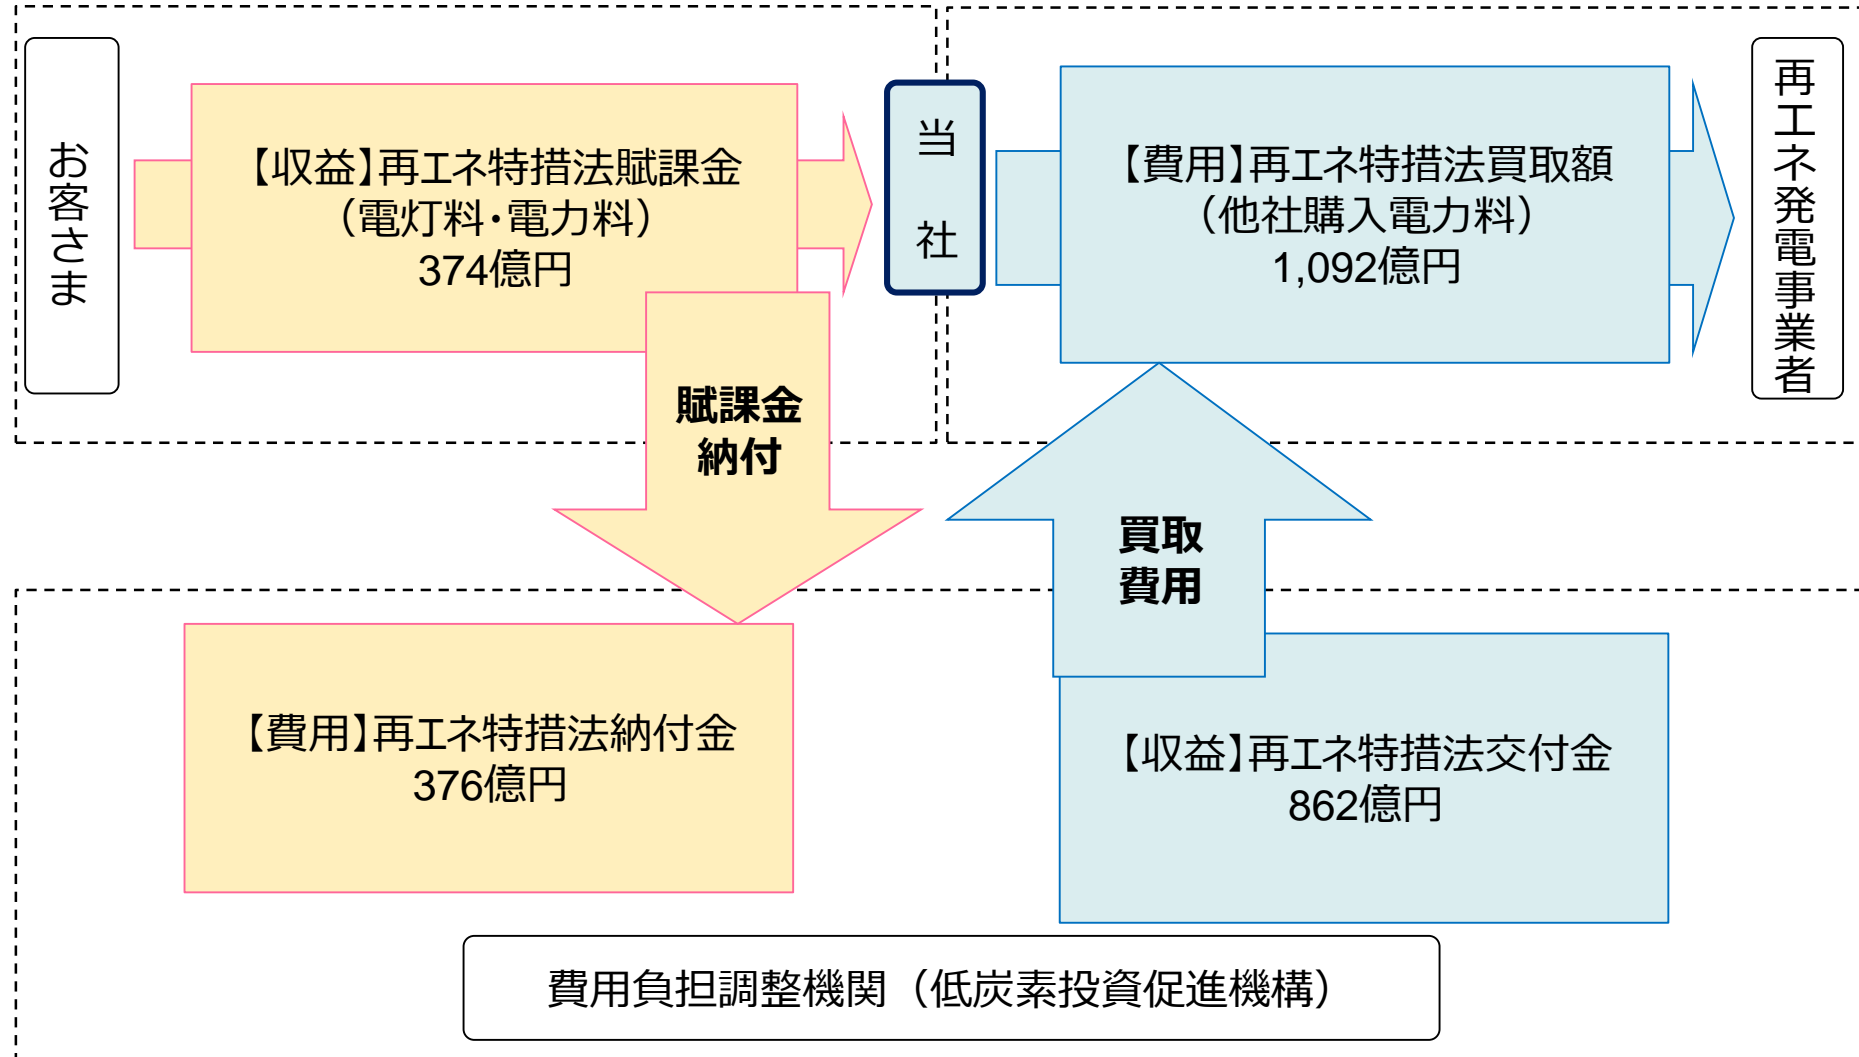 お客さま
【収益】再エネ特措法賦課金
（電灯料・電力料）
374億円
当社
【費用】再エネ特措法買取額
（他社購入電力料）
1,092億円
再エネ発電事業者
賦課金
納付
買取
費用
【費用】再エネ特措法納付金
376億円
【収益】再エネ特措法交付金
862億円
費用負担調整機関（低炭素投資促進機構）